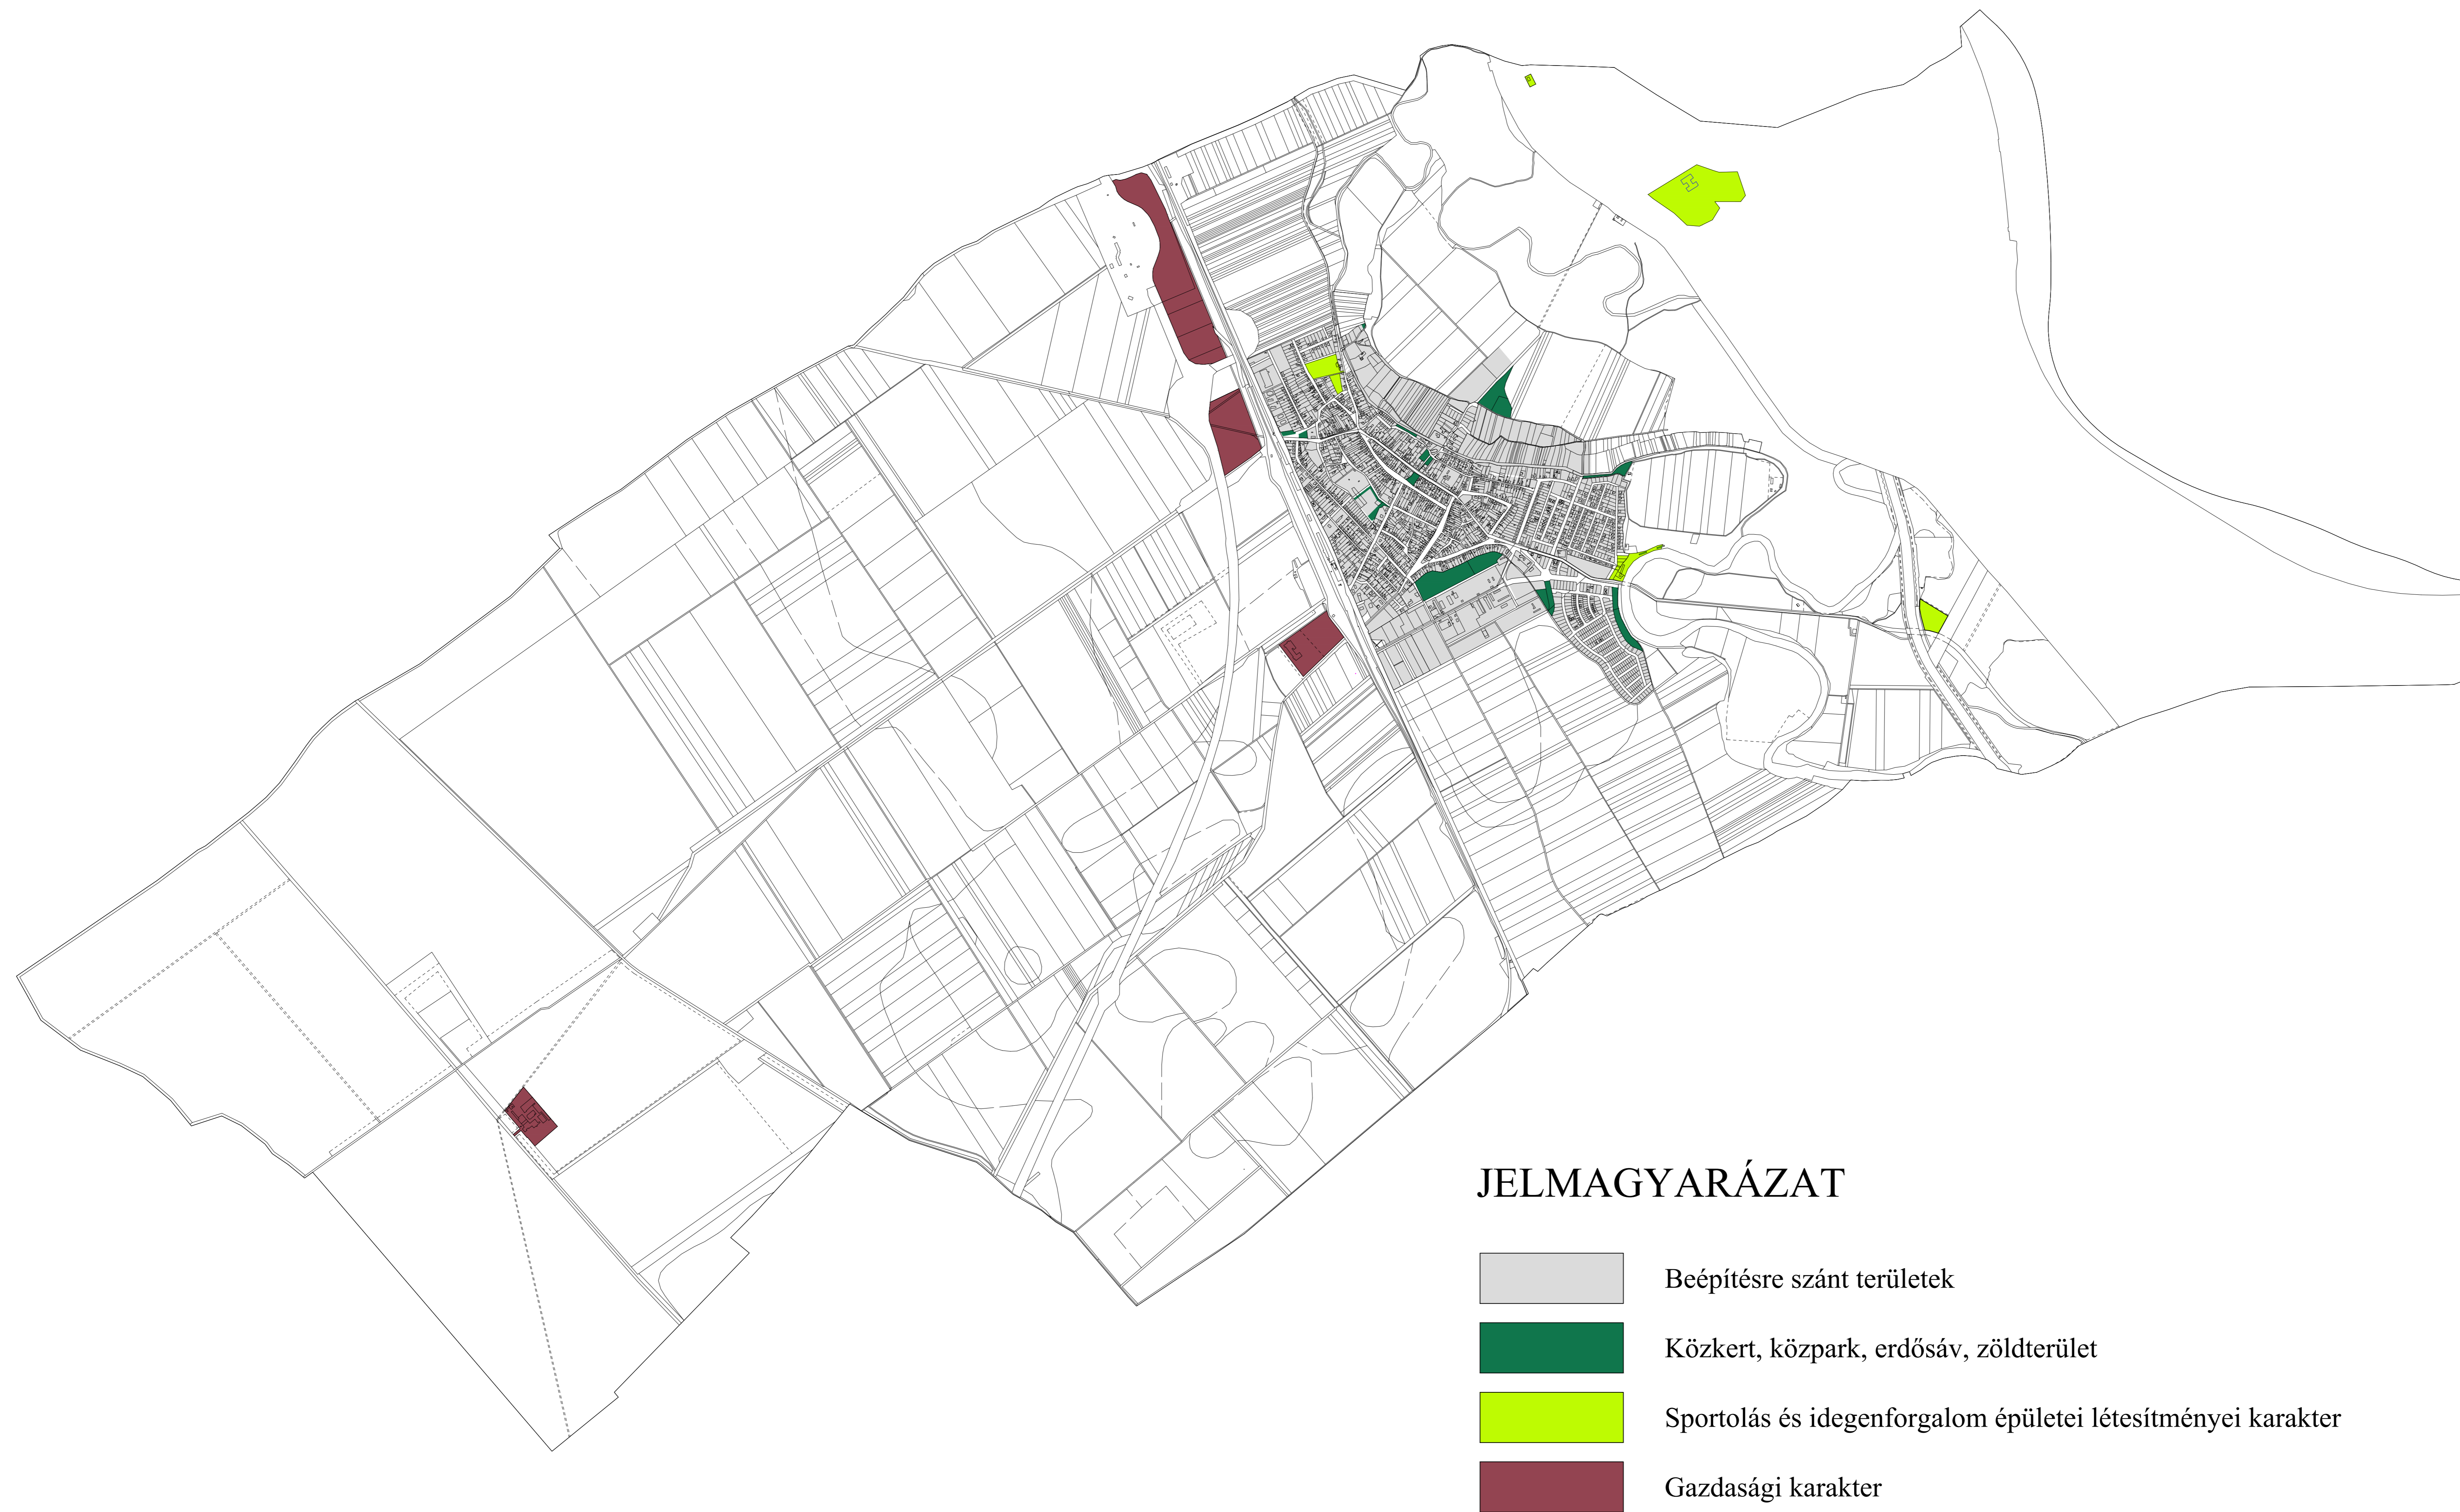 JELMAGYARÁZAT
Beépítésre szánt területek
Közkert, közpark, erdősáv, zöldterület
Sportolás és idegenforgalom épületei létesítményei karakter
Gazdasági karakter